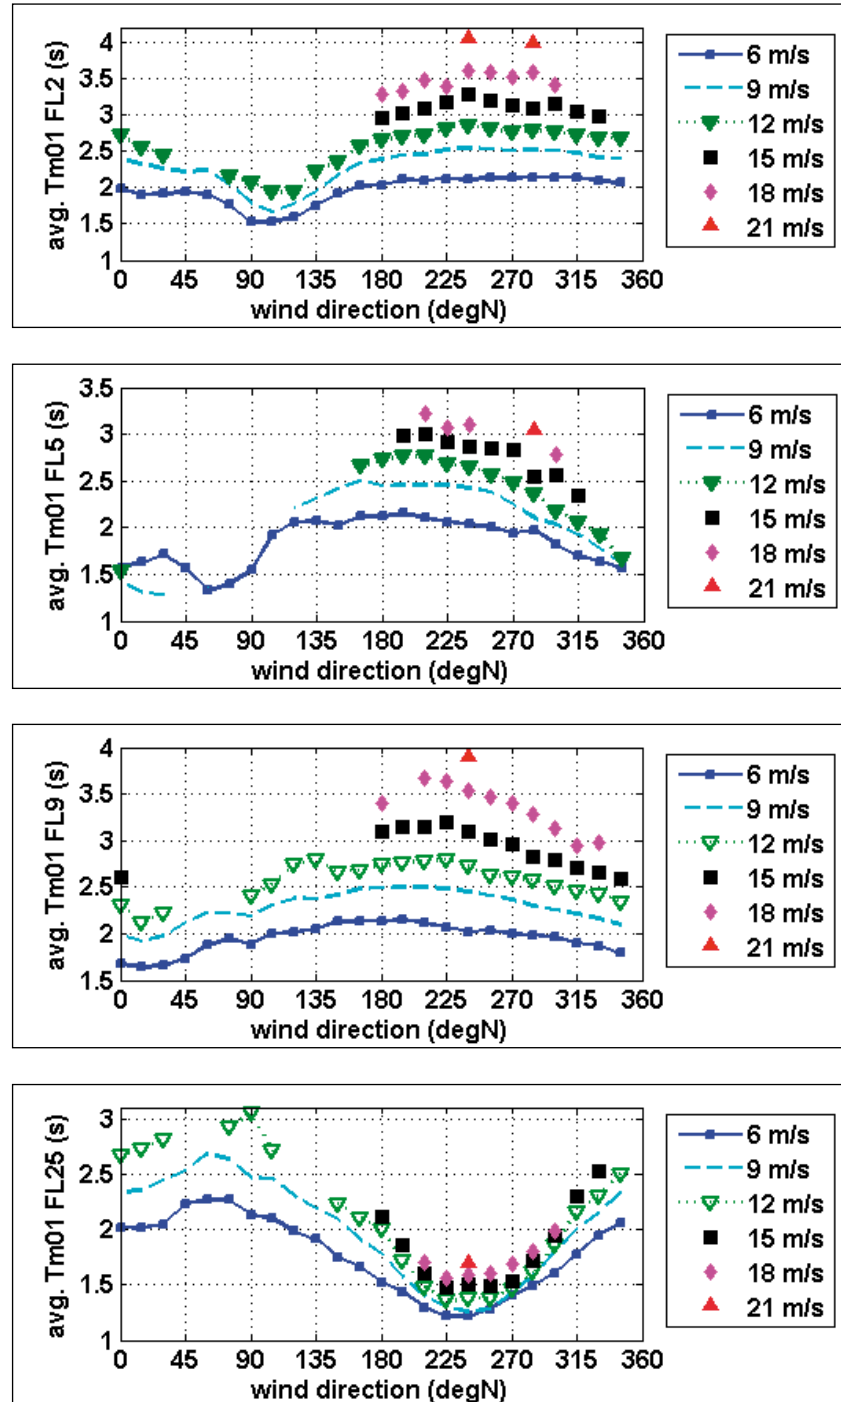 avg. Tm01 FL2 (s)
4
3.5
3
2.5
2
1.5
1
0 45 90 135 180 225 270 315 360
wind direction (degN)
6 m/s
9 m/s
12 m/s
15 m/s
18 m/s
21 m/s
avg. Tm01 FL5 (s)
3.5
3
2.5
2
1.5
1
0 45 90 135 180 225 270 315 360
wind direction (degN)
6 m/s
9 m/s
12 m/s
15 m/s
18 m/s
21 m/s
avg. Tm01 FL9 (s)
4
3.5
3
2.5
2
1.5
0 45 90 135 180 225 270 315 360
wind direction (degN)
6 m/s
9 m/s
12 m/s
15 m/s
18 m/s
21 m/s
avg. Tm01 FL25 (s)
3
2.5
2
1.5
1
0 45 90 135 180 225 270 315 360
wind direction (degN)
6 m/s
9 m/s
12 m/s
15 m/s
18 m/s
21 m/s